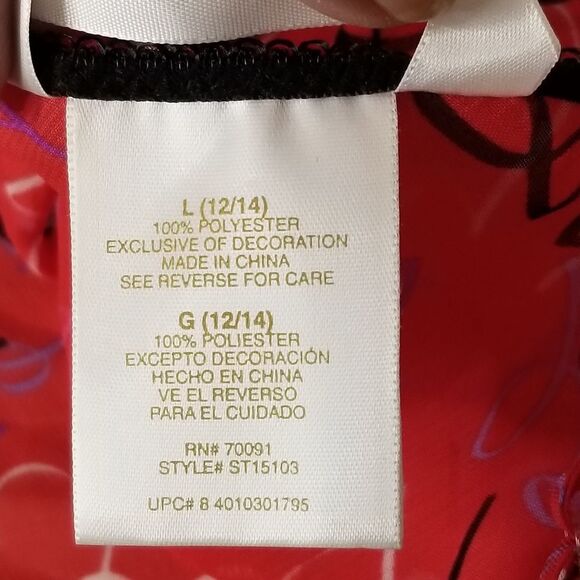 L (12/14)
100% POLYESTER
EXCLUSIVE OF DECORATION
MADE IN CHINA
SEE REVERSE FOR CARE
G (12/14)
100% POLIESTER
EXCEPTO DECORACIÓN
HECHO EN CHINA
VE EL REVERSO
PARA EL CUIDADO
RN# 70091
STYLE# ST15103
UPC# 8 4010301795